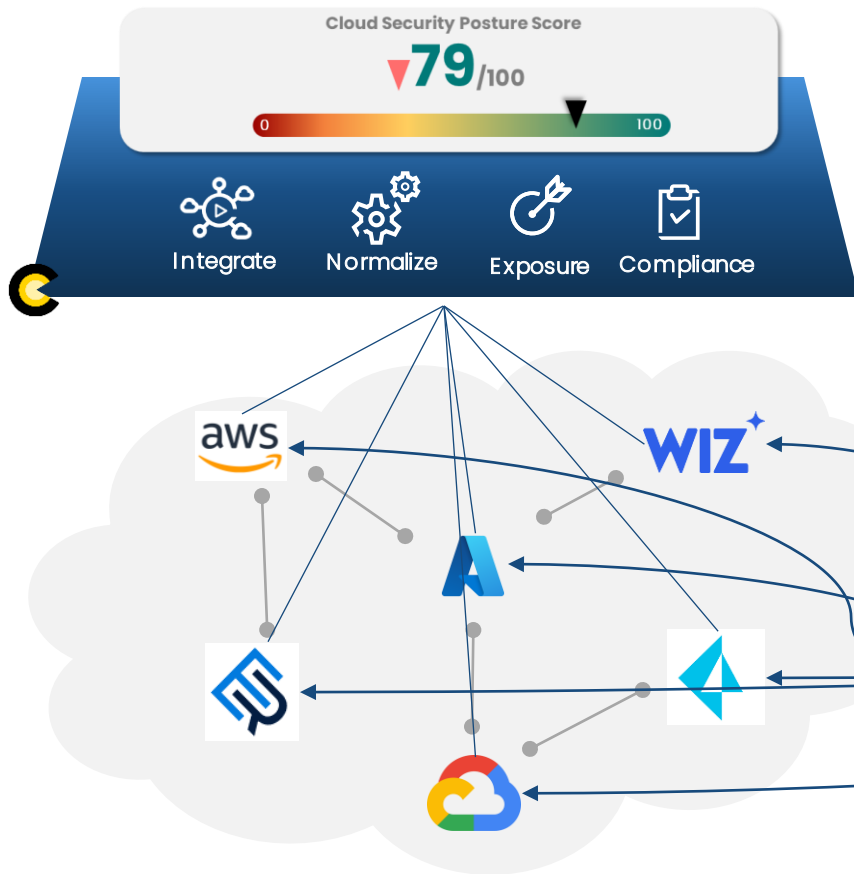 Cloud Security Posture Score
79/100
0 100
Integrate Normalize Exposure Compliance
aws
WIZ